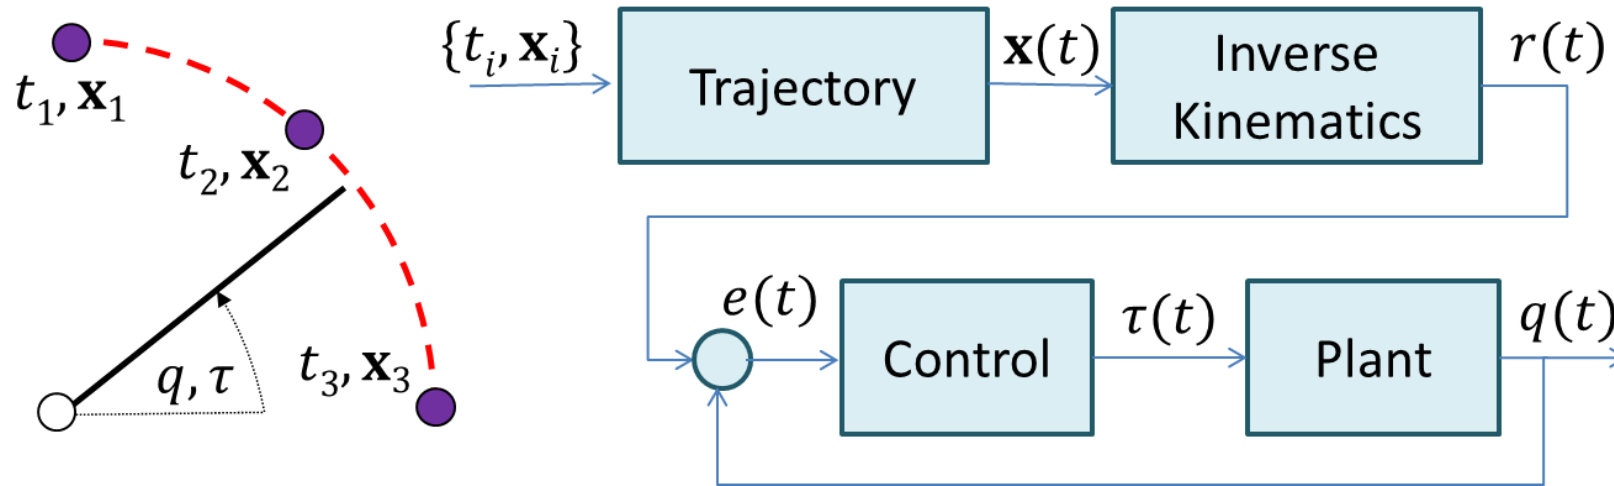 t₁, x₁
t₂, x₂
t₃, x₃
q, τ
{tᵢ, xᵢ}
Trajectory
x(t)
Inverse
Kinematics
r(t)
e(t)
Control
τ(t)
Plant
q(t)